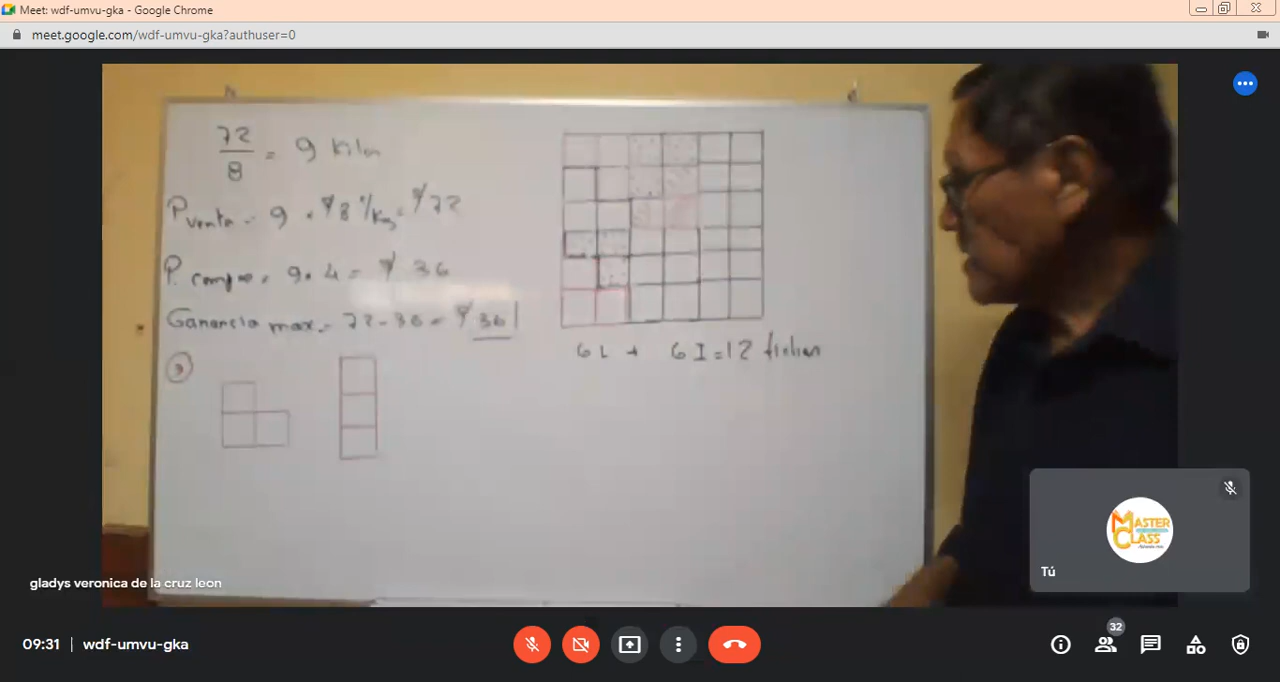 Meet: wdf-umvu-gka - Google Chrome
meet.google.com/wdf-umvu-gka?authuser=0
72
8
= 9 kilos
P venta = 9 × $8 /kg = $72
P. compra = 9 × 4 = $ 36
Ganancia max = 72 - 36 = $ 36
6 L + 6 I = 12 fichas
MASTER
CLASS
Tú
gladys veronica de la cruz leon
09:31 | wdf-umvu-gka
32